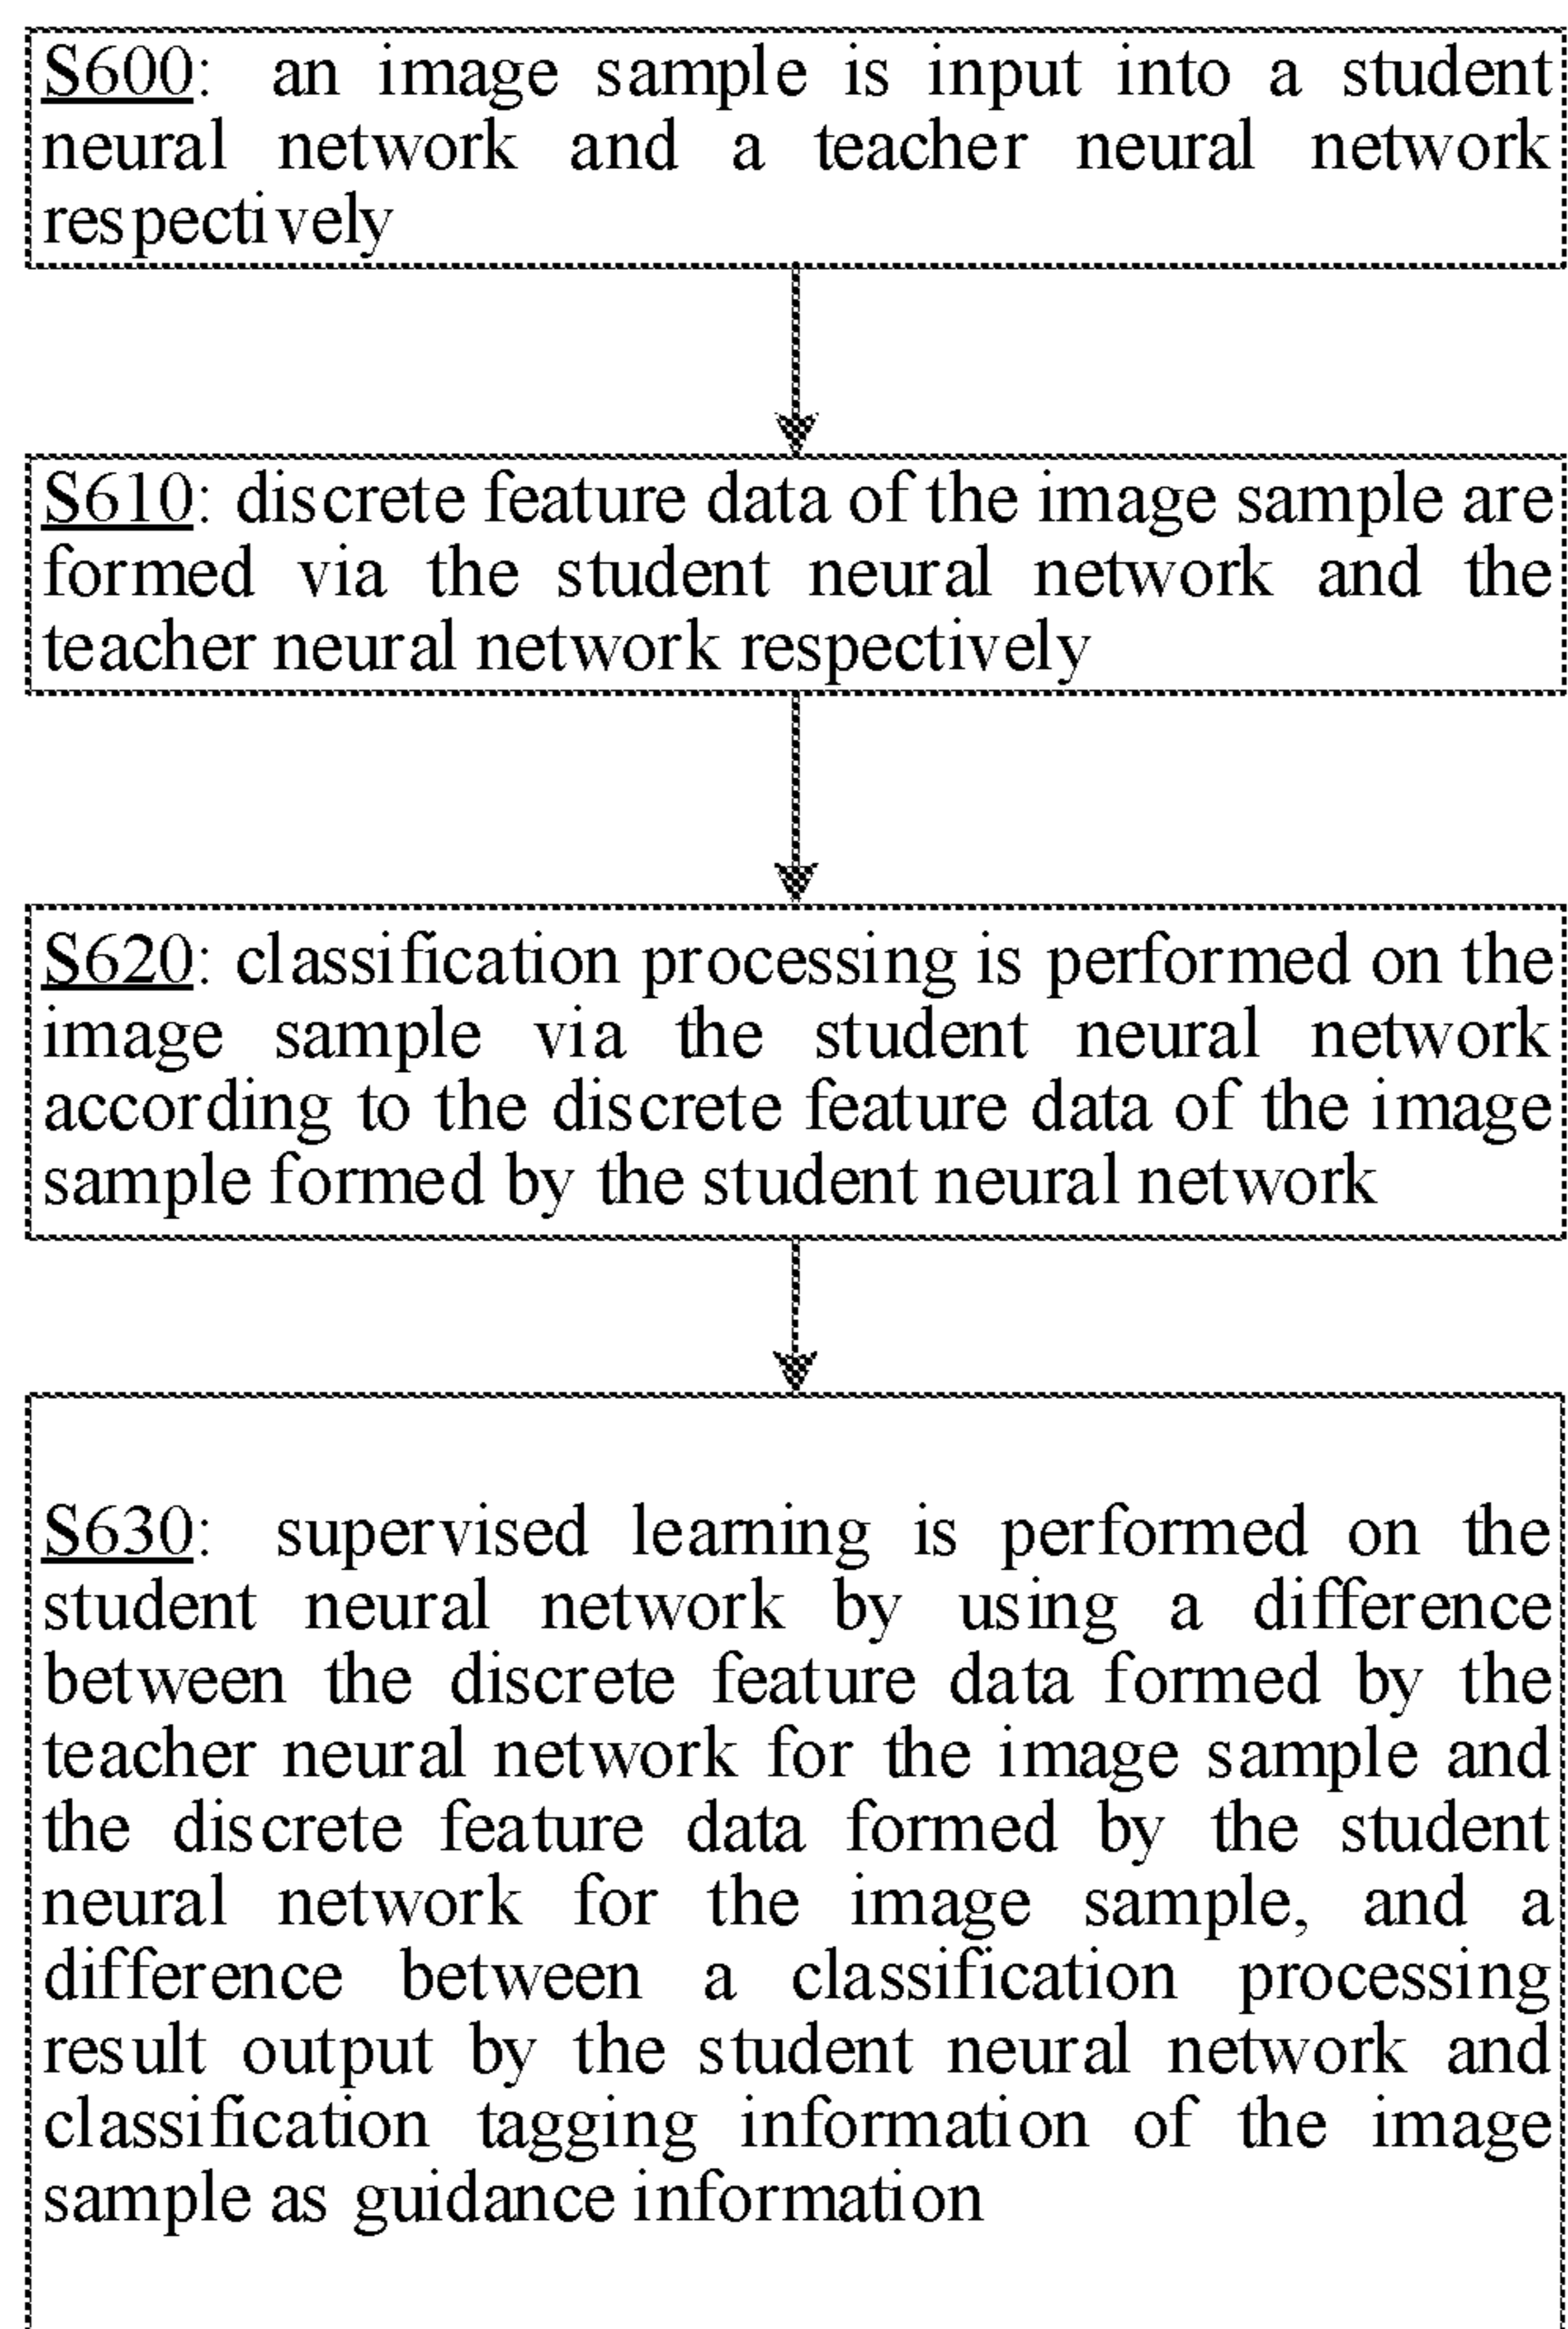 S600: an image sample is input into a student
neural network and a teacher neural network
respectively
S610: discrete feature data of the image sample are
formed via the student neural network and the
teacher neural network respectively
S620: classification processing is performed on the
image sample via the student neural network
according to the discrete feature data of the image
sample formed by the student neural network
S630: supervised learning is performed on the
student neural network by using a difference
between the discrete feature data formed by the
teacher neural network for the image sample and
the discrete feature data formed by the student
neural network for the image sample, and a
difference between a classification processing
result output by the student neural network and
classification tagging information of the image
sample as guidance information